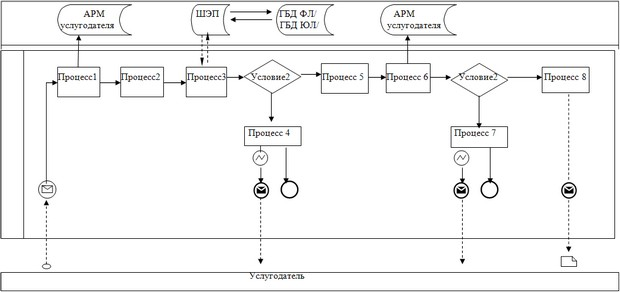 АРМ
услугодателя
ШЭП
ГБД ФЛ/
ГБД ЮЛ/
АРМ
услугодателя
Процесс1
Процесс2
Процесс3
Условие2
Процесс 5
Процесс 6
Условие2
Процесс 8
Процесс 4
Процесс 7
Услугодатель